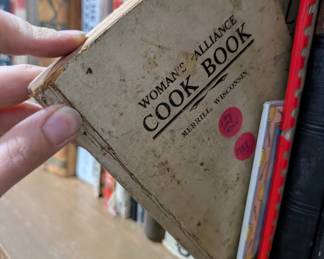 WOMAN'S ALLIANCE
COOK BOOK
MERRILL, WISCONSIN